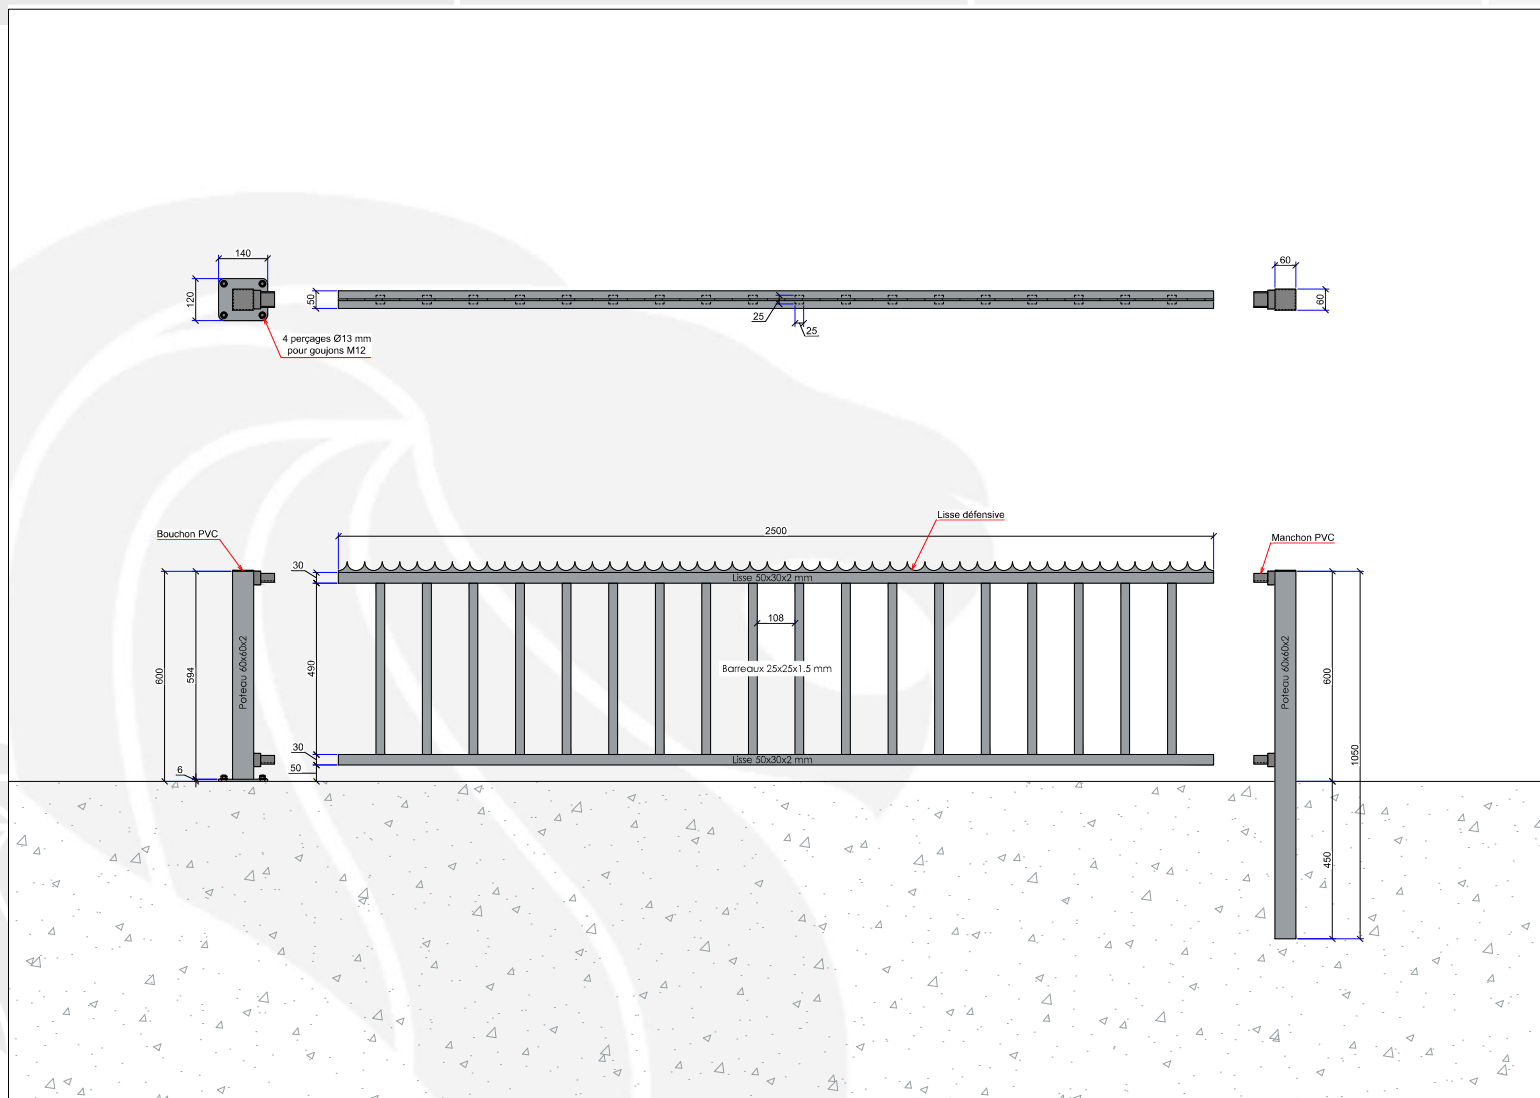 140
120
50
25
25
60
60
4 perçages Ø13 mm
pour goujons M12
Bouchon PVC
Lisse défensive
2500
Manchon PVC
30
Lisse 50x30x2 mm
108
Barreaux 25x25x1.5 mm
490
600
594
Poteau 60x60x2
6
30
50
Lisse 50x30x2 mm
Poteau 60x60x2
600
1050
450